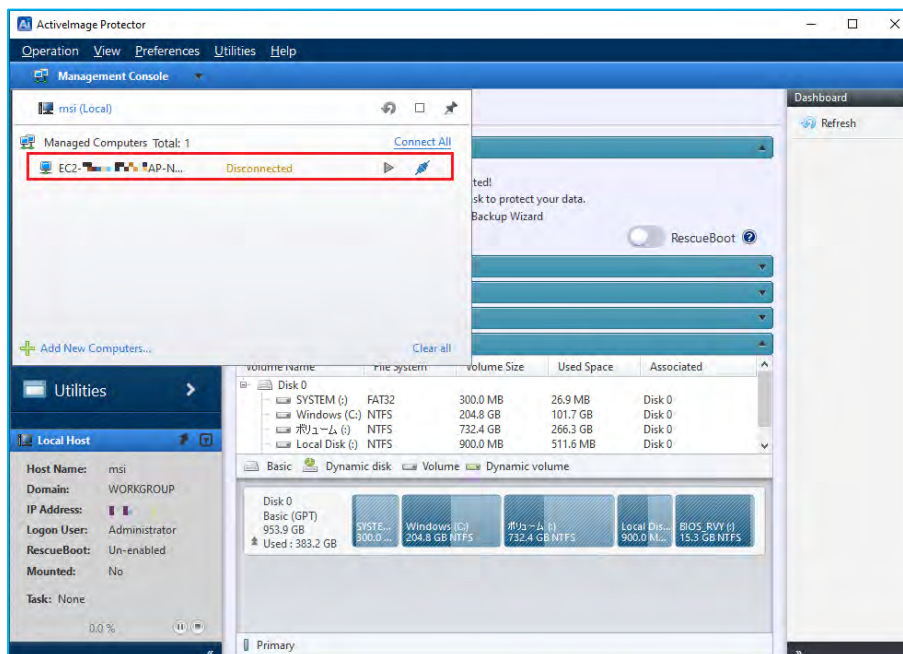 ActiveImage Protector
Operation View Preferences Utilities Help
Management Console
msi (Local)
Managed Computers Total: 1 Connect All
EC2- AP-N... Disconnected
Add New Computers... Clear all
Dashboard
Refresh
ted!
sk to protect your data.
Backup Wizard
RescueBoot
Volume Name File System Volume Size Used Space Associated
Disk 0
SYSTEM (:) FAT32 300.0 MB 26.9 MB Disk 0
Windows (C:) NTFS 204.8 GB 101.7 GB Disk 0
ボリューム (:) NTFS 732.4 GB 266.3 GB Disk 0
Local Disk (:) NTFS 900.0 MB 511.6 MB Disk 0
Basic Dynamic disk Volume Dynamic volume
Disk 0
Basic (GPT)
953.9 GB
Used : 383.2 GB
SYSTE...
300.0 ...
Windows (C:)
204.8 GB NTFS
ボリューム (:)
732.4 GB NTFS
Local Dis...
900.0 M...
BIOS_RVY (:)
15.3 GB NTFS
Primary
Utilities
Local Host
Host Name: msi
Domain: WORKGROUP
IP Address:
Logon User: Administrator
RescueBoot: Un-enabled
Mounted: No
Task: None
0.0 %